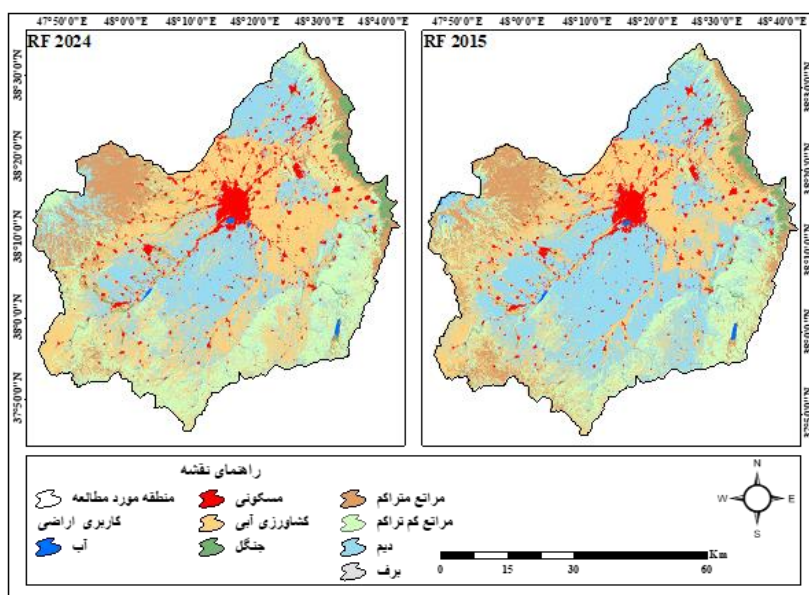 47°50'0"E 48°0'0"E 48°10'0"E 48°20'0"E 48°30'0"E 48°40'0"E
47°50'0"E 48°0'0"E 48°10'0"E 48°20'0"E 48°30'0"E 48°40'0"E
RF 2024
RF 2015
38°30'0"N
38°20'0"N
38°10'0"N
38°0'0"N
37°50'0"N
راهنمای نقشه
مراتع متراکم
مسکونی
منطقه مورد مطالعه
مراتع کم تراکم
کشاورزی آبی
کاربری اراضی
دیم
جنگل
آب
برف
N
W
E
S
Km
0 7.5 15 30 60